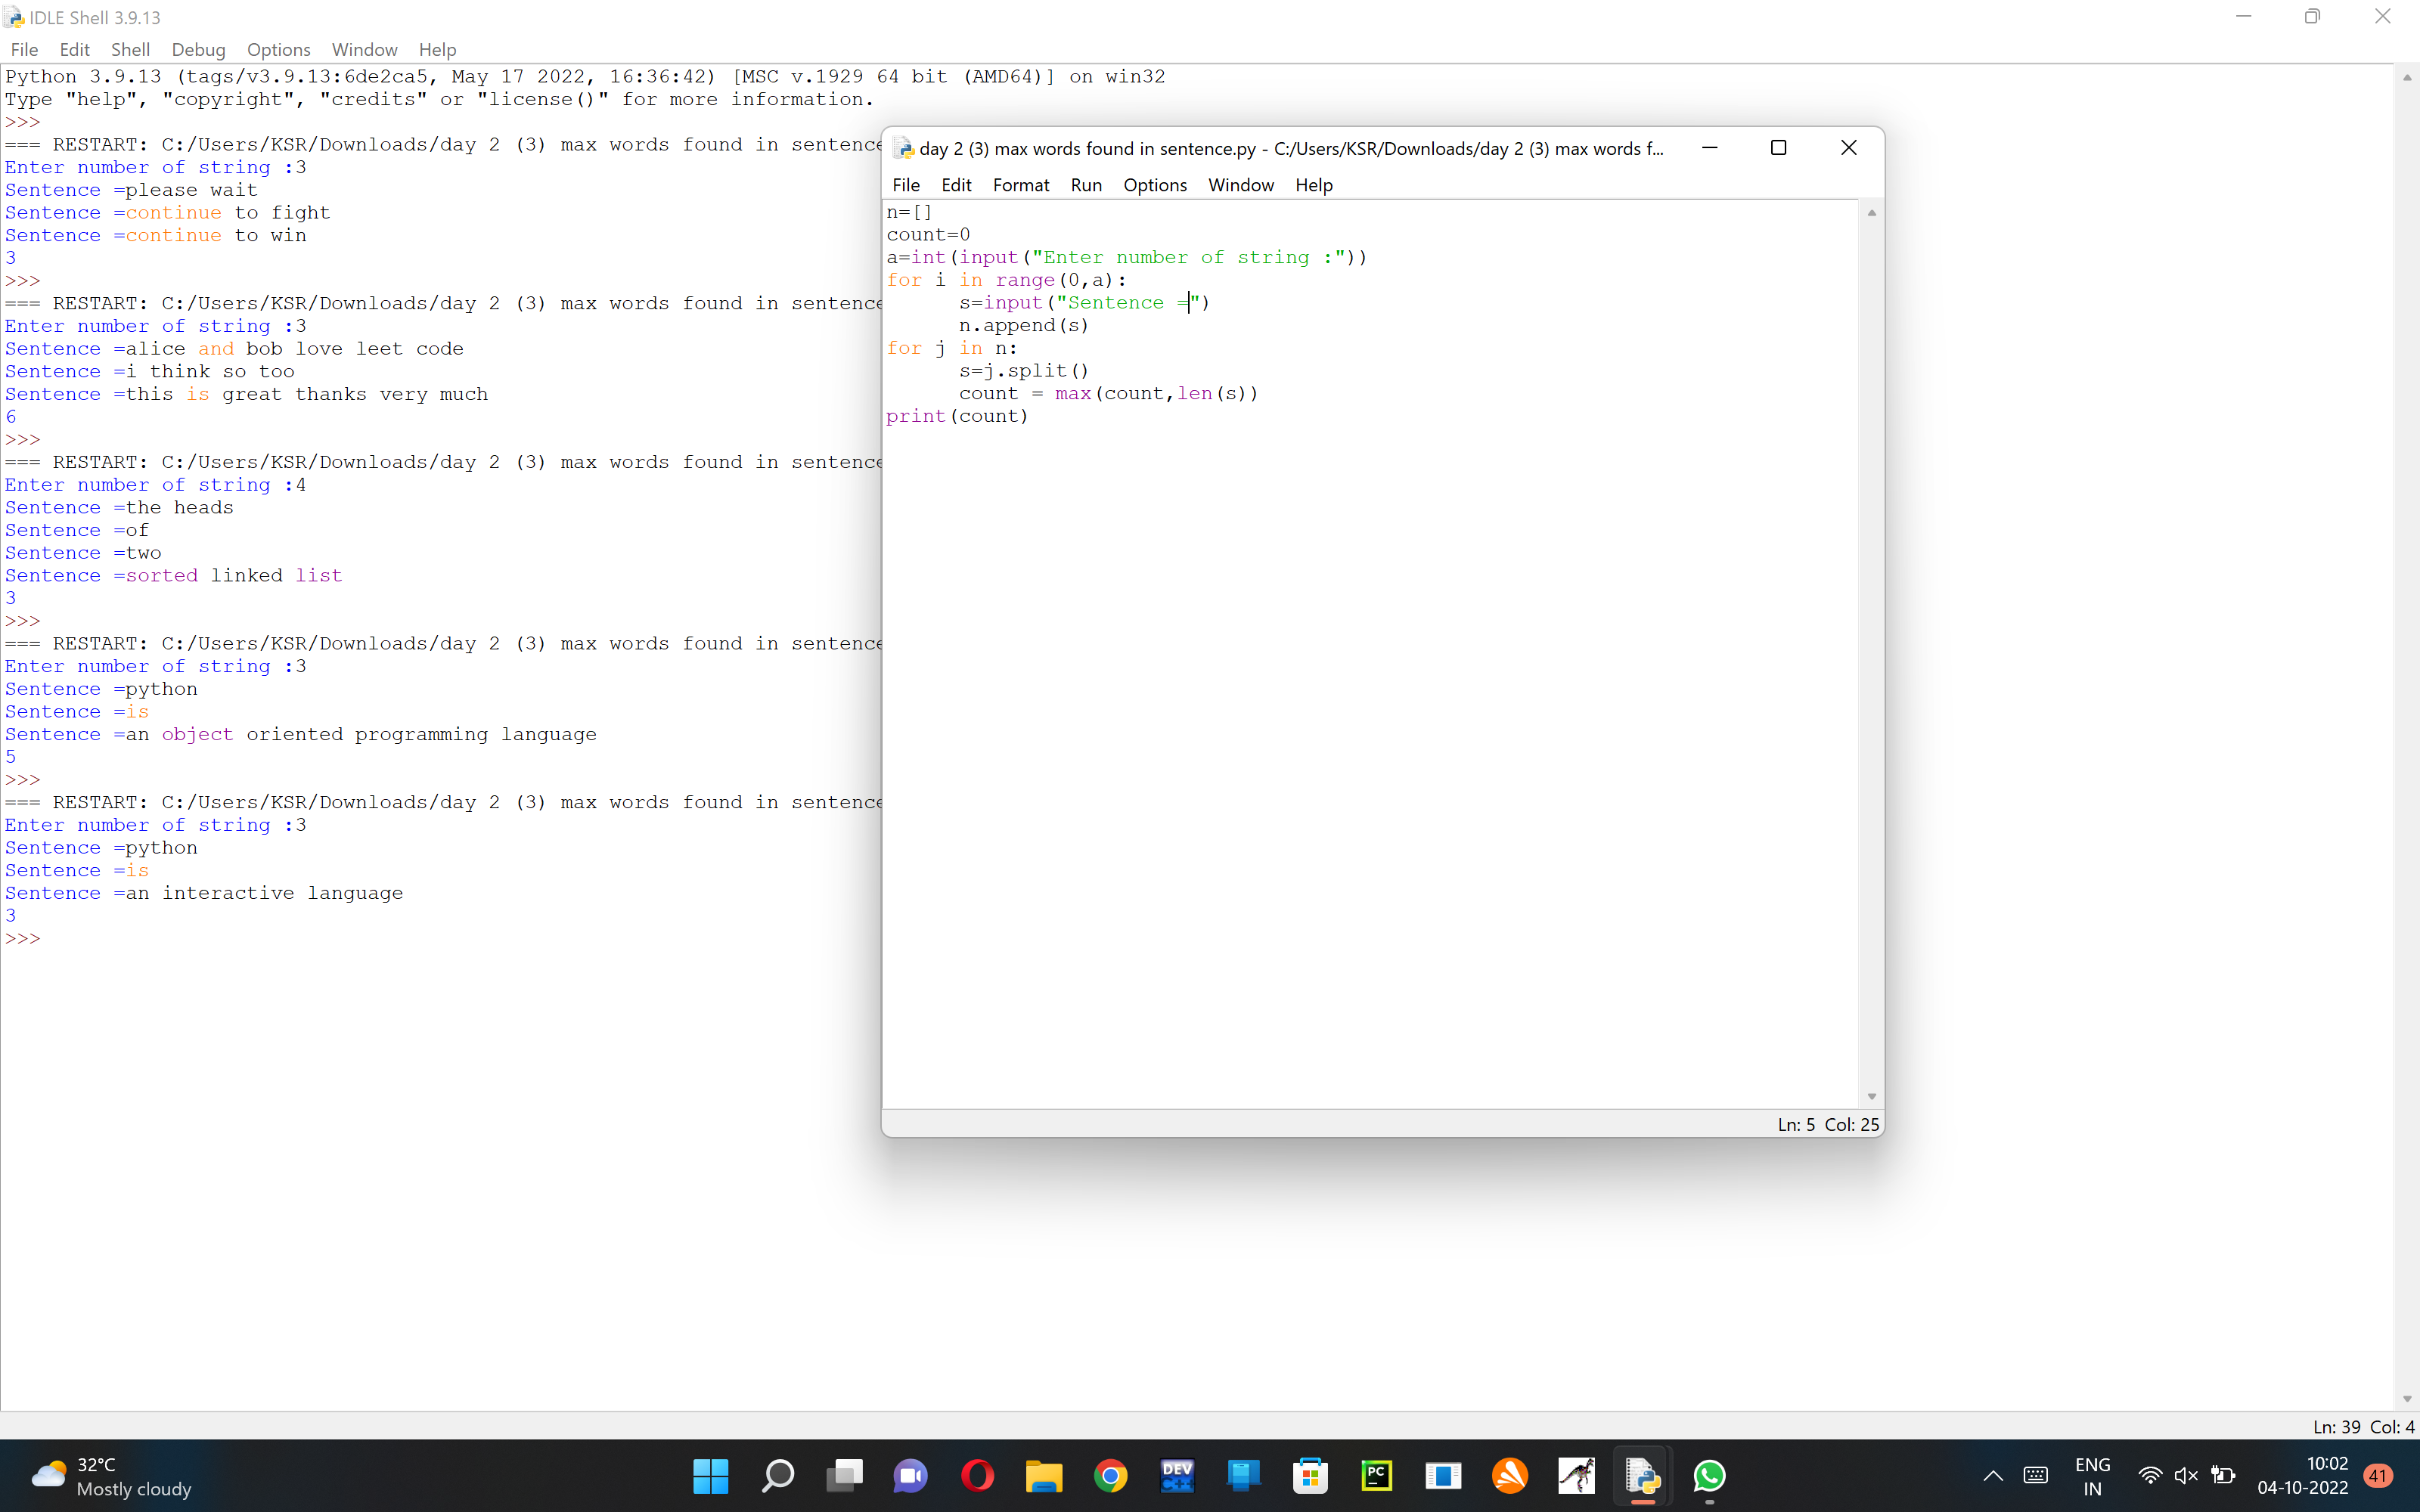 IDLE Shell 3.9.13
File Edit Shell Debug Options Window Help
Python 3.9.13 (tags/v3.9.13:6de2ca5, May 17 2022, 16:36:42) [MSC v.1929 64 bit (AMD64)] on win32
Type "help", "copyright", "credits" or "license()" for more information.
>>>
=== RESTART: C:/Users/KSR/Downloads/day 2 (3) max words found in sentence
Enter number of string :3
Sentence =please wait
Sentence =continue to fight
Sentence =continue to win
3
>>>
=== RESTART: C:/Users/KSR/Downloads/day 2 (3) max words found in sentence
Enter number of string :3
Sentence =alice and bob love leet code
Sentence =i think so too
Sentence =this is great thanks very much
6
>>>
=== RESTART: C:/Users/KSR/Downloads/day 2 (3) max words found in sentence
Enter number of string :4
Sentence =the heads
Sentence =of
Sentence =two
Sentence =sorted linked list
3
>>>
=== RESTART: C:/Users/KSR/Downloads/day 2 (3) max words found in sentence
Enter number of string :3
Sentence =python
Sentence =is
Sentence =an object oriented programming language
5
>>>
=== RESTART: C:/Users/KSR/Downloads/day 2 (3) max words found in sentence
Enter number of string :3
Sentence =python
Sentence =is
Sentence =an interactive language
3
>>>
day 2 (3) max words found in sentence.py - C:/Users/KSR/Downloads/day 2 (3) max words f...
File Edit Format Run Options Window Help
n=[]
count=0
a=int(input("Enter number of string :"))
for i in range(0,a):
      s=input("Sentence =")
      n.append(s)
for j in n:
      s=j.split()
      count = max(count,len(s))
print(count)
Ln: 5 Col: 25
Ln: 39 Col: 4
32°C
Mostly cloudy
DEV
C++
PC
ENG
IN
10:02
04-10-2022
41